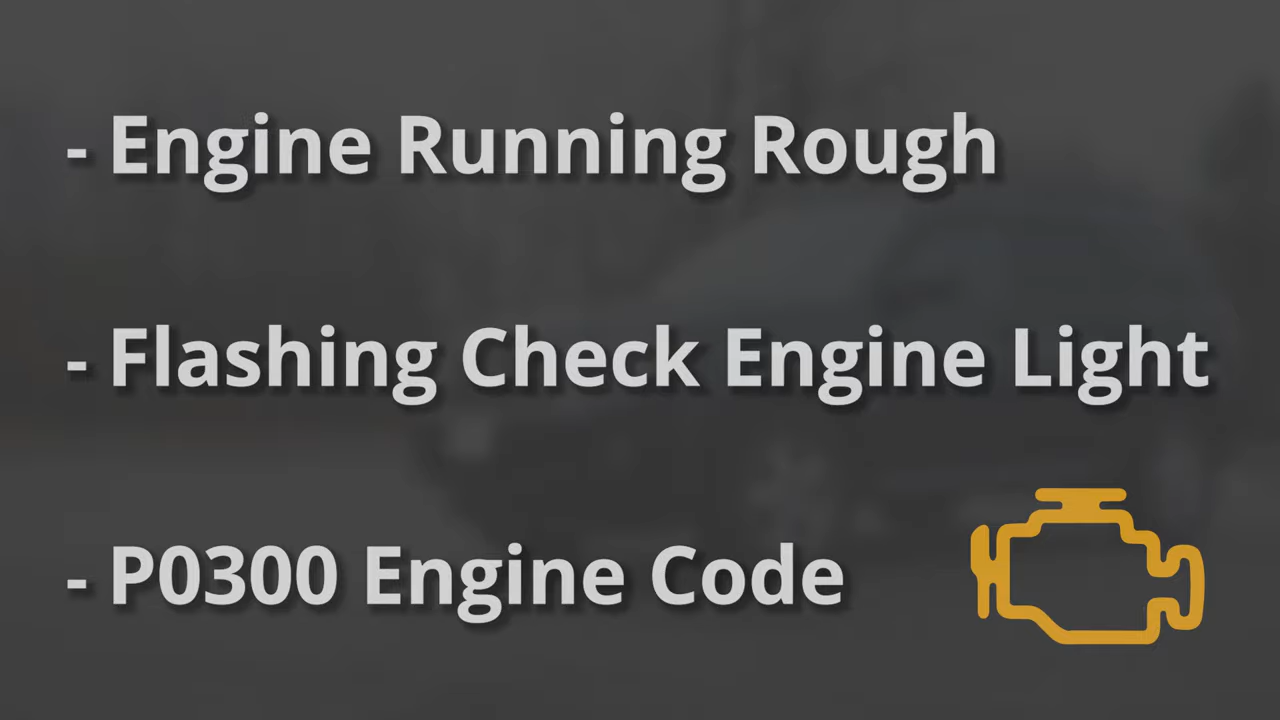 - Engine Running Rough
- Flashing Check Engine Light
- P0300 Engine Code